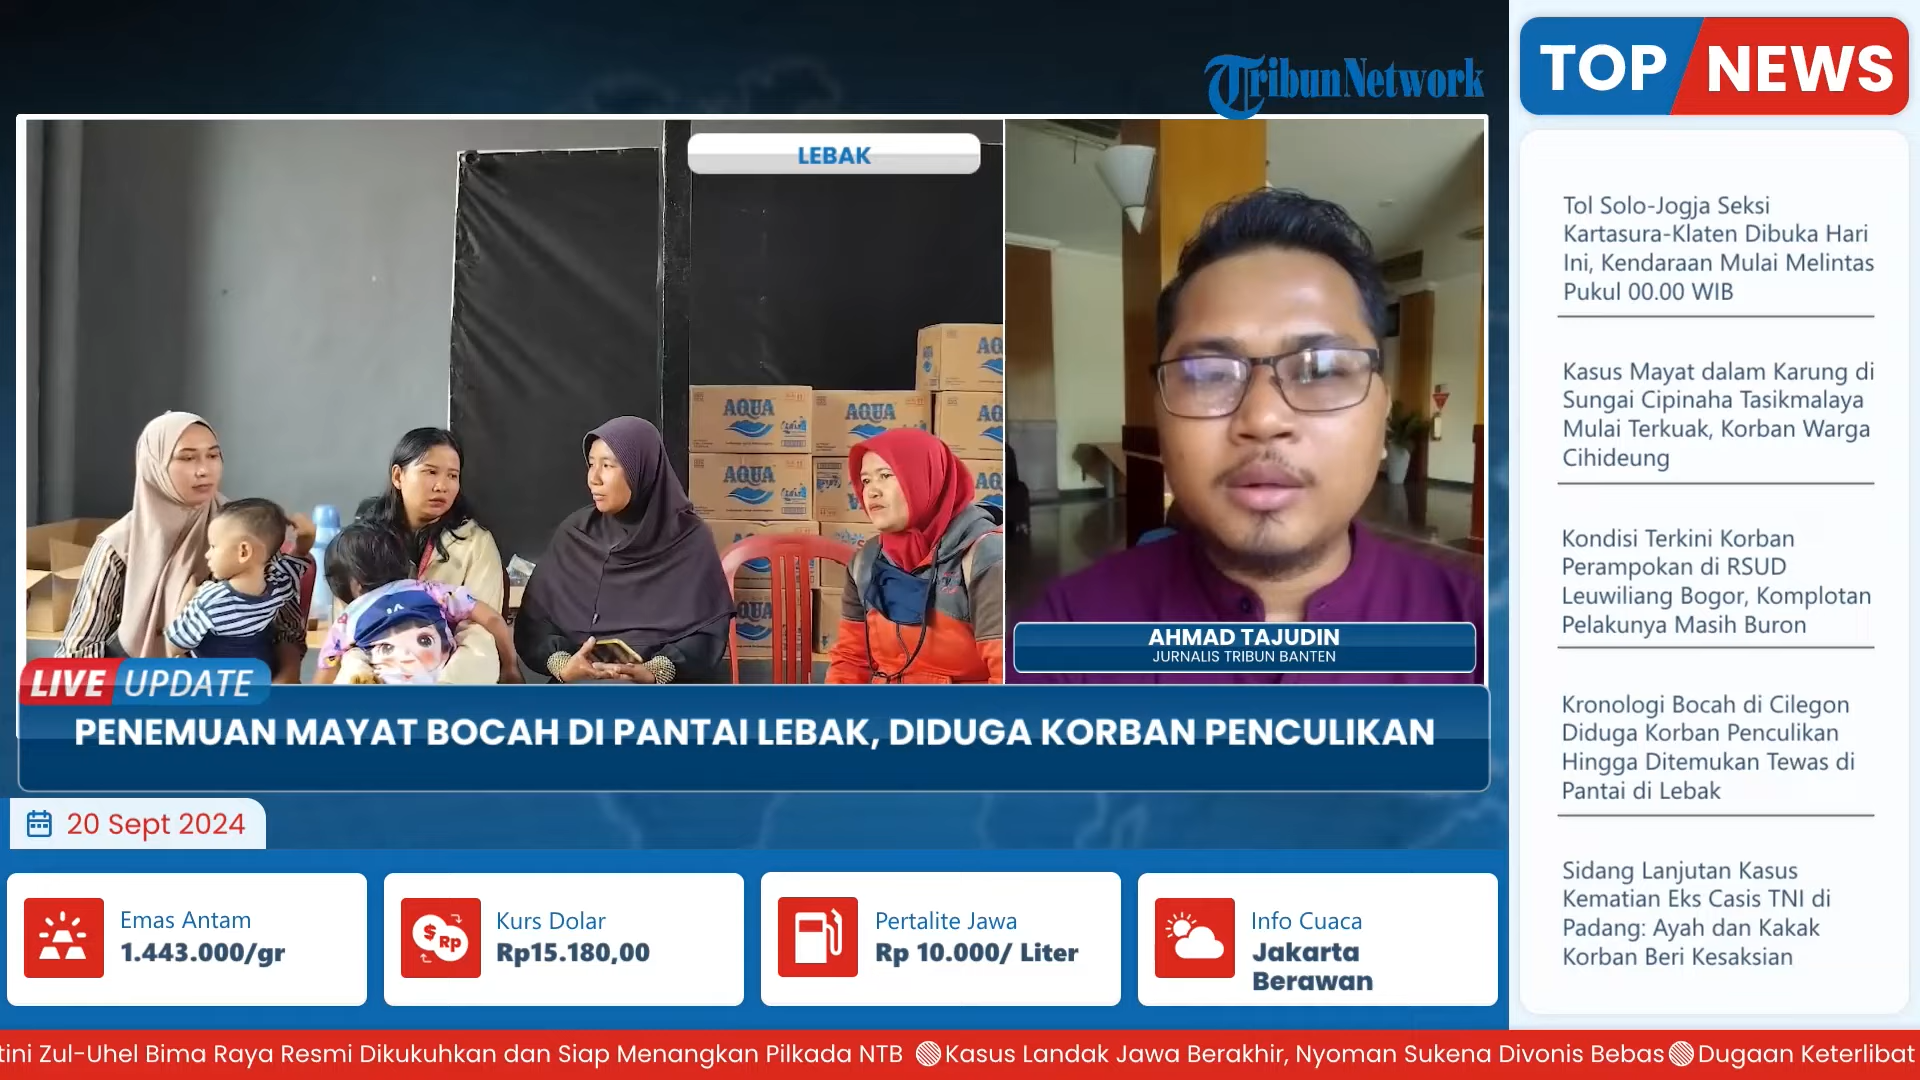 TribunNetwork
TOP NEWS
LEBAK
AQUA
AQUA
AQ
AQ
AQUA
AQ
AQUA
AHMAD TAJUDIN
JURNALIS TRIBUN BANTEN
LIVE UPDATE
PENEMUAN MAYAT BOCAH DI PANTAI LEBAK, DIDUGA KORBAN PENCULIKAN
20 Sept 2024
Emas Antam
1.443.000/gr
Kurs Dolar
Rp15.180,00
Pertalite Jawa
Rp 10.000/ Liter
Info Cuaca
Jakarta
Berawan
Tol Solo-Jogja Seksi
Kartasura-Klaten Dibuka Hari
Ini, Kendaraan Mulai Melintas
Pukul 00.00 WIB
Kasus Mayat dalam Karung di
Sungai Cipinaha Tasikmalaya
Mulai Terkuak, Korban Warga
Cihideung
Kondisi Terkini Korban
Perampokan di RSUD
Leuwiliang Bogor, Komplotan
Pelakunya Masih Buron
Kronologi Bocah di Cilegon
Diduga Korban Penculikan
Hingga Ditemukan Tewas di
Pantai di Lebak
Sidang Lanjutan Kasus
Kematian Eks Casis TNI di
Padang: Ayah dan Kakak
Korban Beri Kesaksian
tini Zul-Uhel Bima Raya Resmi Dikukuhkan dan Siap Menangkan Pilkada NTB Kasus Landak Jawa Berakhir, Nyoman Sukena Divonis Bebas Dugaan Keterlibat